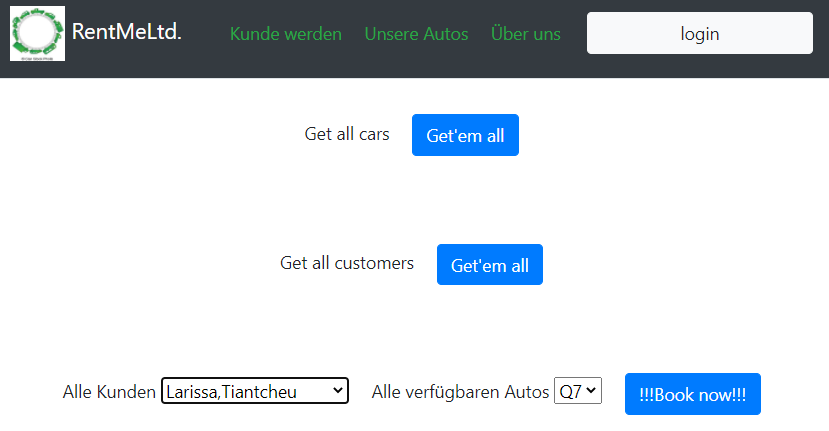 RentMeLtd. Kunde werden Unsere Autos Über uns login
Get all cars Get'em all
Get all customers Get'em all
Alle Kunden Larissa,Tiantcheu Alle verfügbaren Autos Q7 !!!Book now!!!